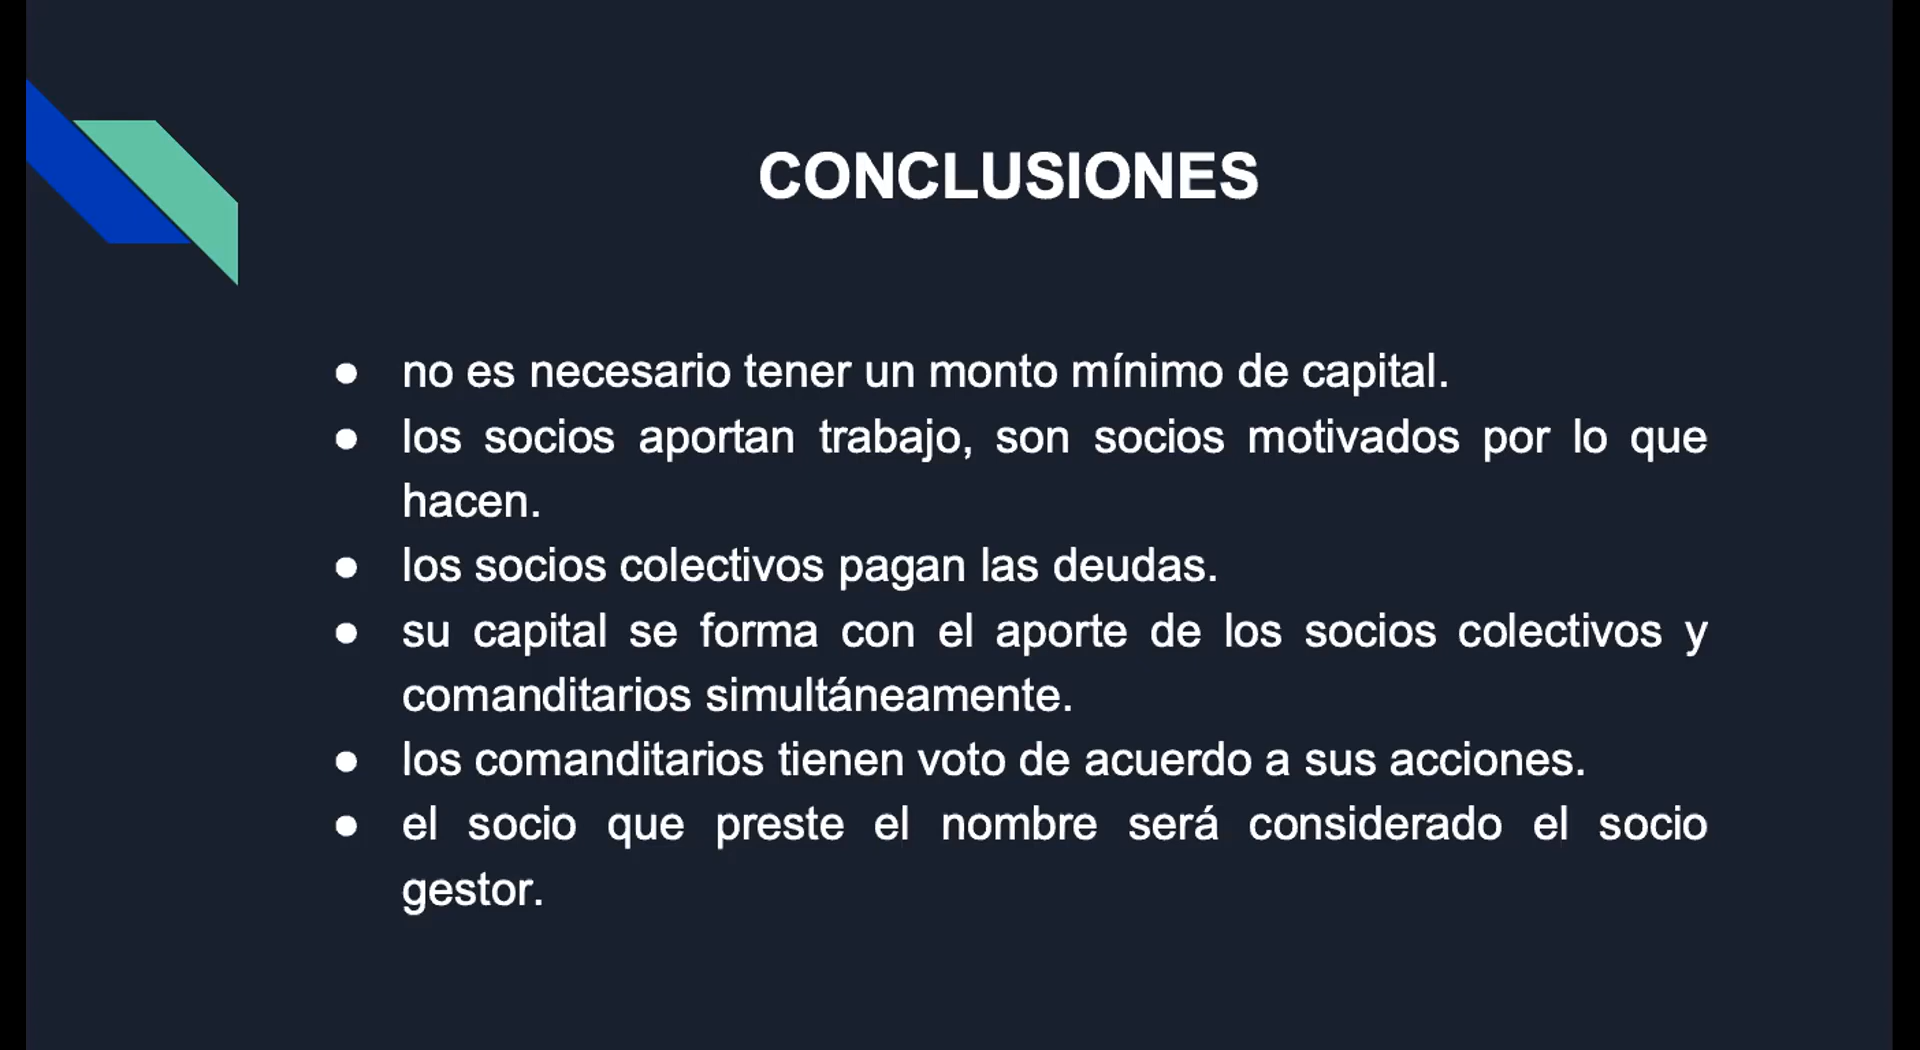 CONCLUSIONES
● no es necesario tener un monto mínimo de capital.
● los socios aportan trabajo, son socios motivados por lo que
hacen.
● los socios colectivos pagan las deudas.
● su capital se forma con el aporte de los socios colectivos y
comanditarios simultáneamente.
● los comanditarios tienen voto de acuerdo a sus acciones.
● el socio que preste el nombre será considerado el socio
gestor.